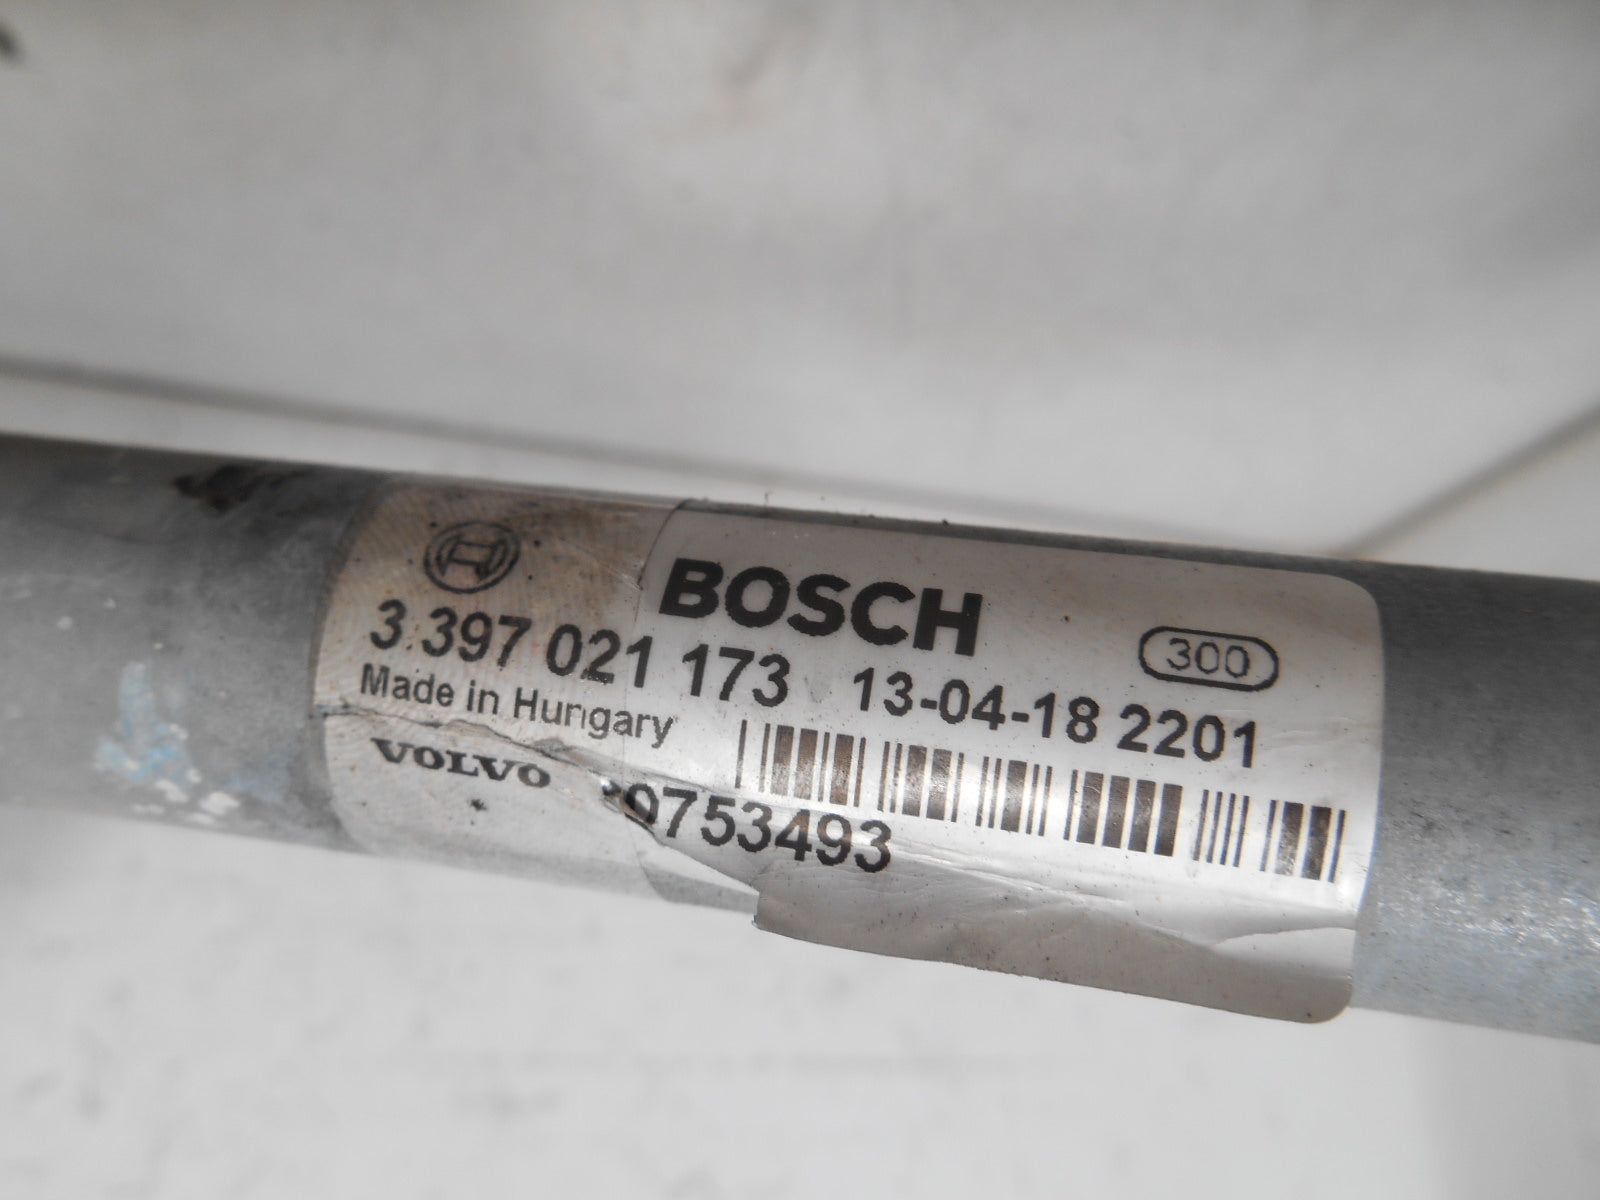 BOSCH
300
3 397 021 173 13-04-18 2201
Made in Hungary
VOLVO 0753493